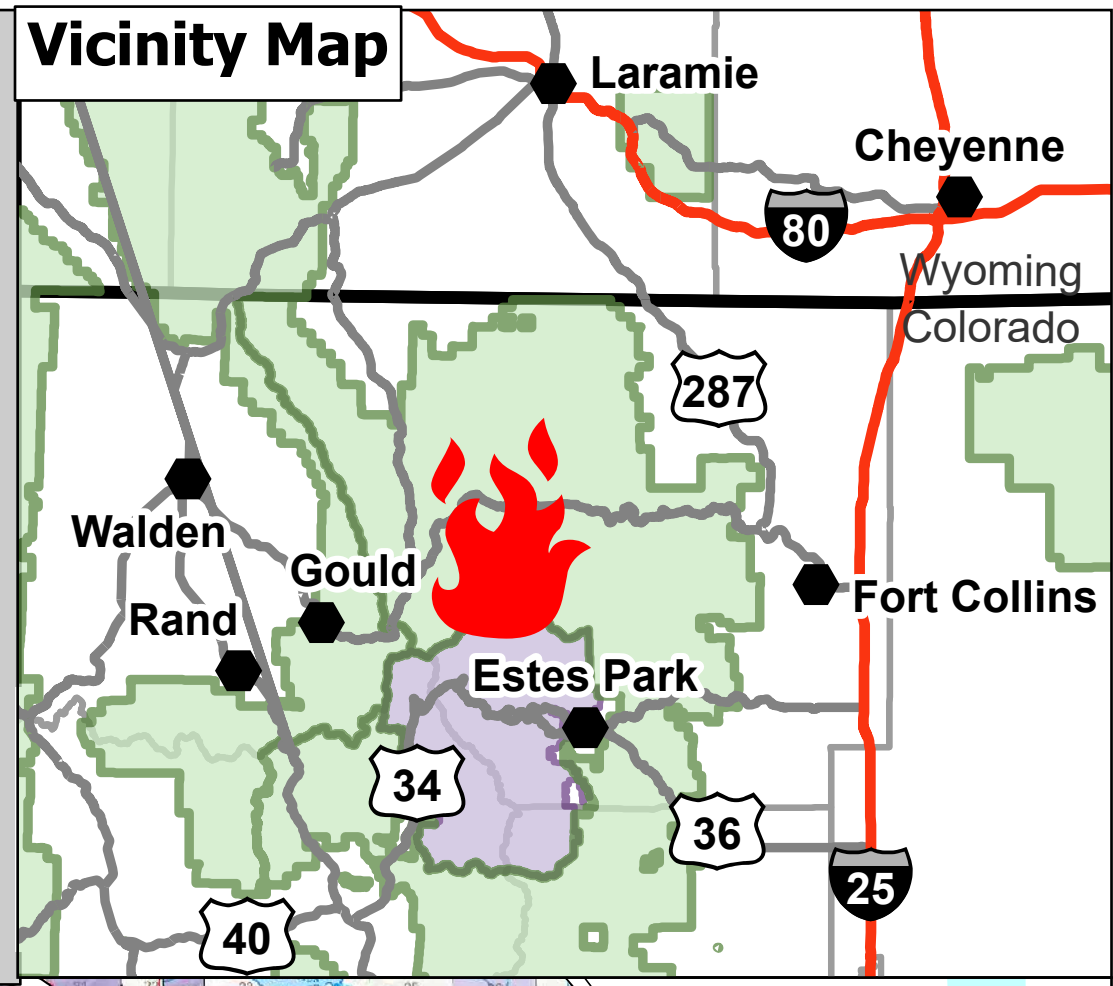 Vicinity Map
Laramie
Cheyenne
80
Wyoming
Colorado
287
Walden
Gould
Fort Collins
Rand
Estes Park
34
36
25
40